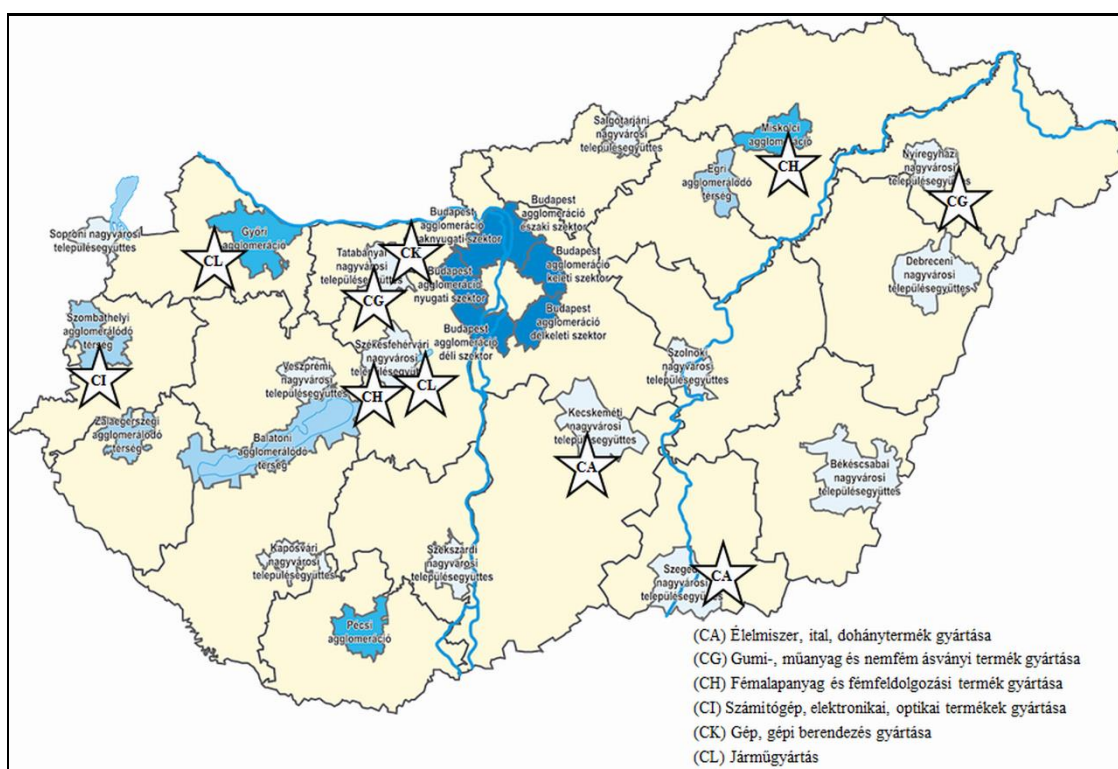 Salgótarjáni
nagyvárosi
településegyüttes
Miskolci
agglomeráció
CH
Egri
agglomerálódó
térség
Nyíregyházi
nagyvárosi
településegyüttes
CG
Debreceni
nagyvárosi
településegyüttes
Soproni nagyvárosi
településegyüttes
Győri
agglomeráció
CL
Budapest
agglomeráció
északi szektor
Budapest
agglomeráció
keleti szektor
Budapest
agglomeráció
délkeleti szektor
Budapest
agglomeráció
déli szektor
Budapest
agglomeráció
nyugati szektor
Budapest
agglomeráció
aknyugati szektor
CK
Tatabányai
nagyvárosi
településegyüttes
CG
Székesfehérvári
nagyvárosi
CH
CL
Szombathelyi
agglomerálódó
térség
CI
Veszprémi
nagyvárosi
településegyüttes
Zalaegerszegi
agglomerálódó
térség
Balatoni
agglomerálódó
térség
Szolnoki
nagyvárosi
településegyüttes
Kecskeméti
nagyvárosi
településegyüttes
CA
Békéscsabai
nagyvárosi
településegyüttes
Kaposvári
nagyvárosi
településegyüttes
Szekszárdi
nagyvárosi
településegyüttes
Szeged
nagyvárosi
CA
Pécsi
agglomeráció
(CA) Élelmiszer, ital, dohánytermék gyártása
(CG) Gumi-, műanyag és nemfém ásványi termék gyártása
(CH) Fémalapanyag és fémfeldolgozási termék gyártása
(CI) Számítógép, elektronikai, optikai termékek gyártása
(CK) Gép, gépi berendezés gyártása
(CL) Járműgyártás